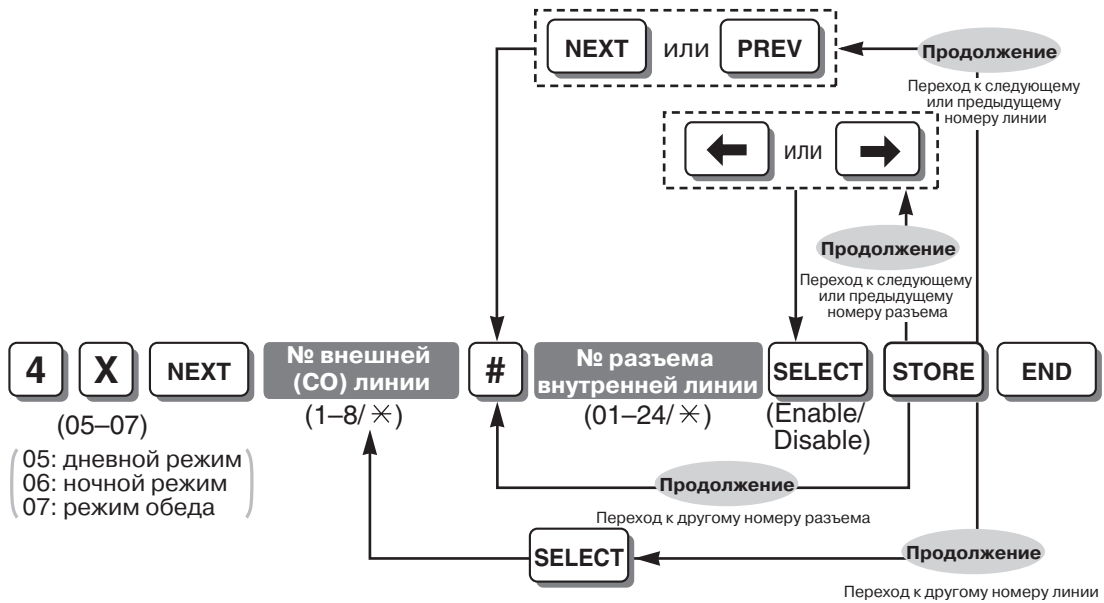 NEXT или PREV
Продолжение
Переход к следующему
или предыдущему
номеру линии
← или →
Продолжение
Переход к следующему
или предыдущему
номеру разъема
4 X NEXT № внешней (CO) линии # № разъема внутренней линии SELECT STORE END
(05–07)
(1–8/✳)
(01–24/✳)
(Enable/
Disable)
05: дневной режим
06: ночной режим
07: режим обеда
Продолжение
Переход к другому номеру разъема
SELECT
Продолжение
Переход к другому номеру линии